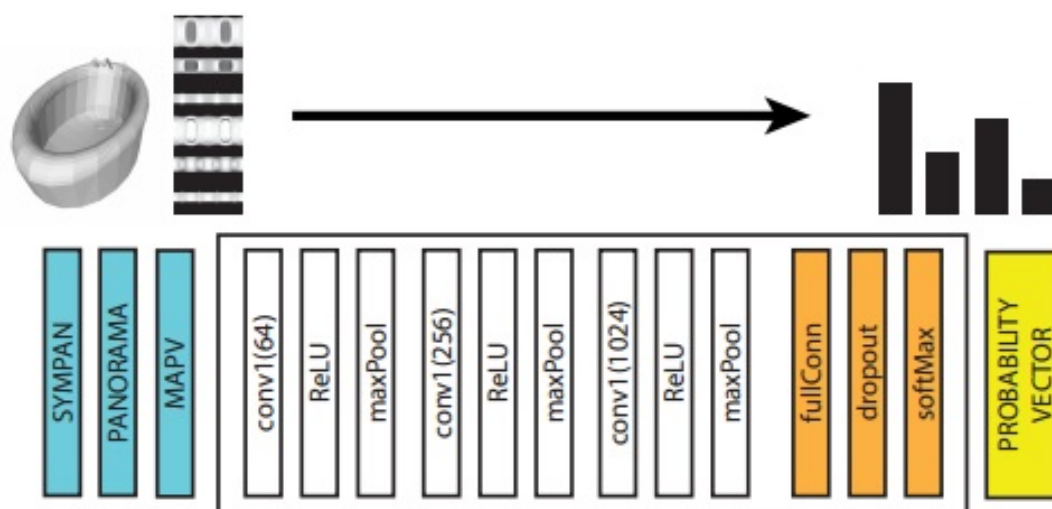 SYMPAN
PANORAMA
MAPV
conv1(64)
ReLU
maxPool
conv1(256)
ReLU
maxPool
conv1(1024)
ReLU
maxPool
fullConn
dropout
softMax
PROBABILITY
VECTOR